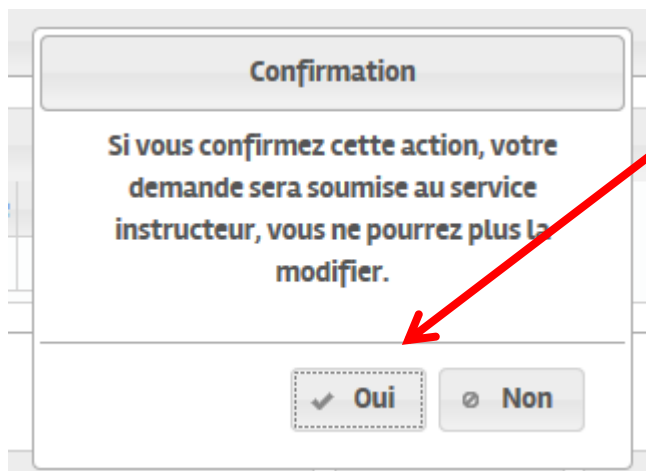 Confirmation
Si vous confirmez cette action, votre
demande sera soumise au service
instructeur, vous ne pourrez plus la
modifier.
Oui
Non